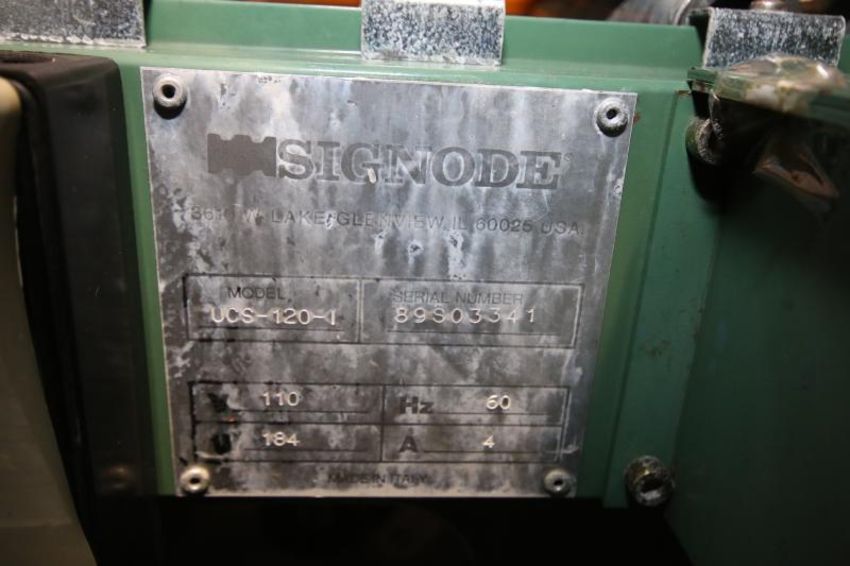 SIGNODE
3610 W. LAKE, GLENVIEW, IL 60025 USA
MODEL SERIAL NUMBER
UCS-120-1 89S03341
V 110 Hz 60
184 A 4
MADE IN ITALY